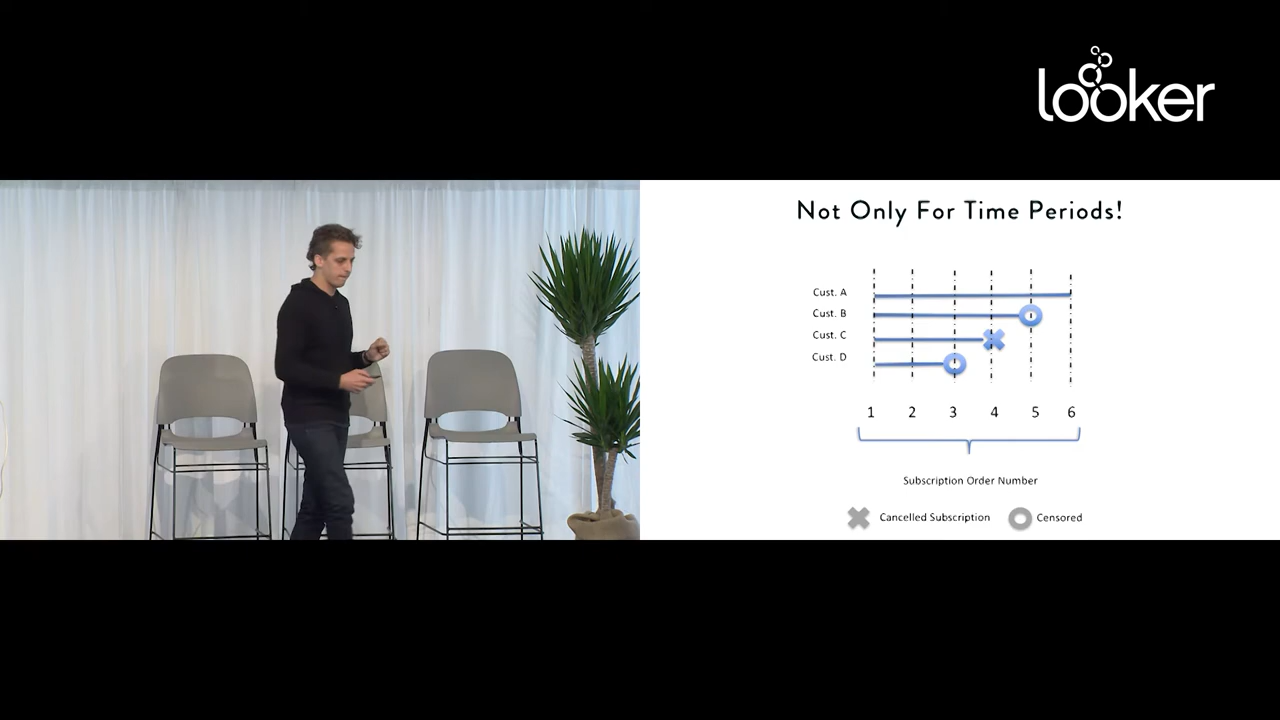 looker
Not Only For Time Periods!
Cust. A
Cust. B
Cust. C
Cust. D
1 2 3 4 5 6
Subscription Order Number
Cancelled Subscription
Censored